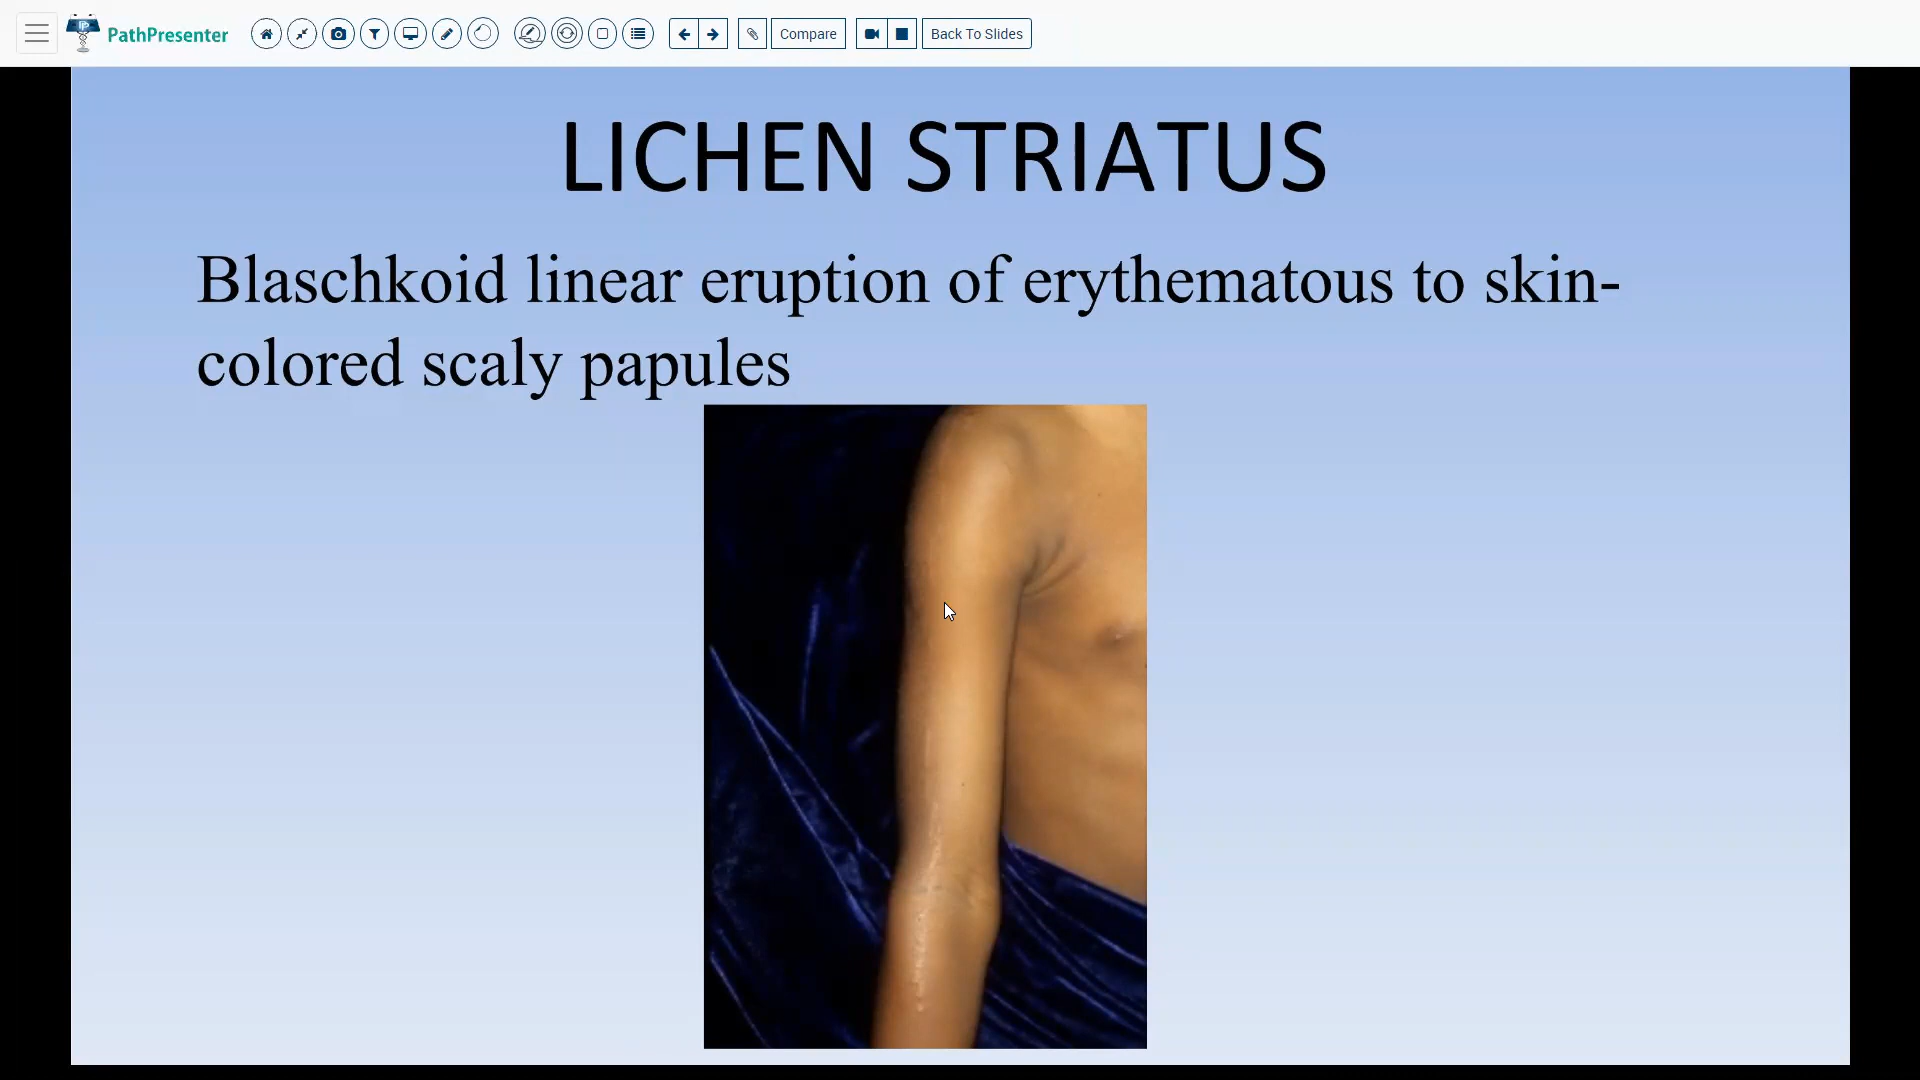 PathPresenter
Compare
Back To Slides
LICHEN STRIATUS
Blaschkoid linear eruption of erythematous to skin-
colored scaly papules